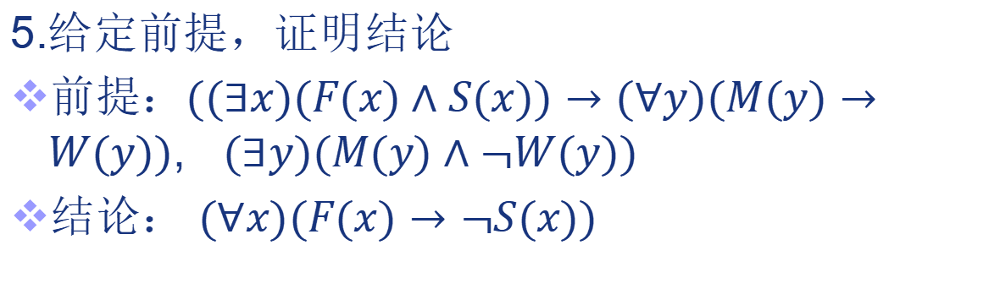 5.给定前提，证明结论
❖前提：((∃x)(F(x) ∧ S(x)) → (∀y)(M(y) →
W(y)), (∃y)(M(y) ∧ ¬W(y))
❖结论： (∀x)(F(x) → ¬S(x))